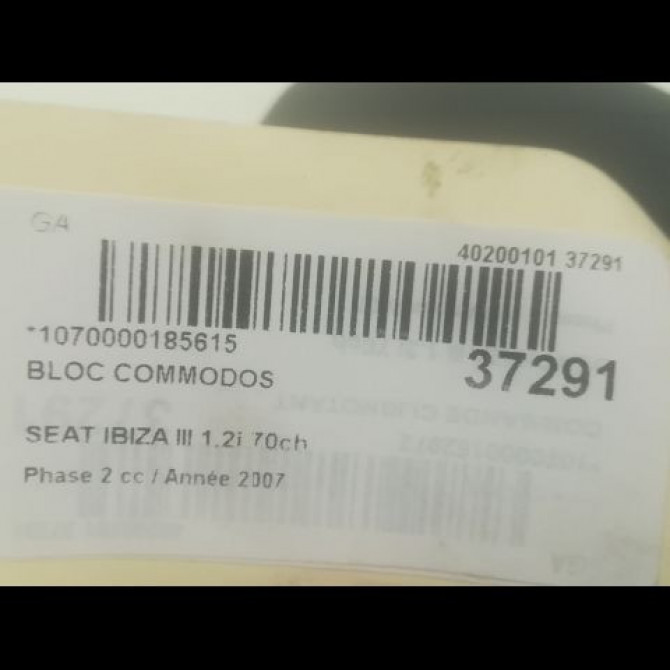 GA
40200101 37291
*1070000185615
37291
BLOC COMMODOS
SEAT IBIZA III 1.2i 70ch
Phase 2 cc / Année 2007